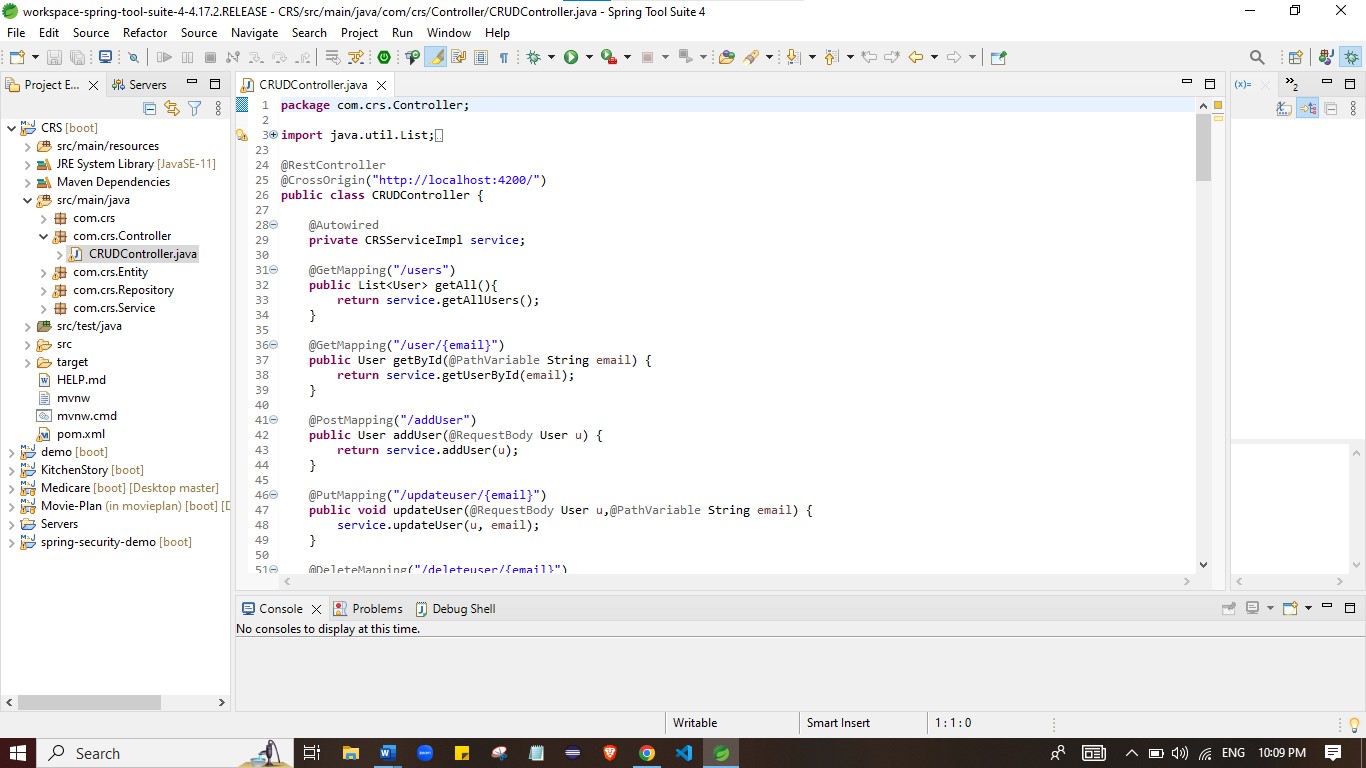 workspace-spring-tool-suite-4-4.17.2.RELEASE - CRS/src/main/java/com/crs/Controller/CRUDController.java - Spring Tool Suite 4
File Edit Source Refactor Source Navigate Search Project Run Window Help
Project E... Servers
CRS [boot]
src/main/resources
JRE System Library [JavaSE-11]
Maven Dependencies
src/main/java
com.crs
com.crs.Controller
CRUDController.java
com.crs.Entity
com.crs.Repository
com.crs.Service
src/test/java
src
target
HELP.md
mvnw
mvnw.cmd
pom.xml
demo [boot]
KitchenStory [boot]
Medicare [boot] [Desktop master]
Movie-Plan (in movieplan) [boot] [D
Servers
spring-security-demo [boot]
CRUDController.java
1 package com.crs.Controller;
2
3 import java.util.List;
23
24 @RestController
25 @CrossOrigin("http://localhost:4200/")
26 public class CRUDController {
27
28 @Autowired
29 private CRSServiceImpl service;
30
31 @GetMapping("/users")
32 public List<User> getAll(){
33 return service.getAllUsers();
34 }
35
36 @GetMapping("/user/{email}")
37 public User getById(@PathVariable String email) {
38 return service.getUserById(email);
39 }
40
41 @PostMapping("/addUser")
42 public User addUser(@RequestBody User u) {
43 return service.addUser(u);
44 }
45
46 @PutMapping("/updateuser/{email}")
47 public void updateUser(@RequestBody User u,@PathVariable String email) {
48 service.updateUser(u, email);
49 }
50
51 @DeleteMapping("/deleteuser/{email}")
(x)= 2
Console Problems Debug Shell
No consoles to display at this time.
Writable Smart Insert 1 : 1 : 0
Search ENG 10:09 PM